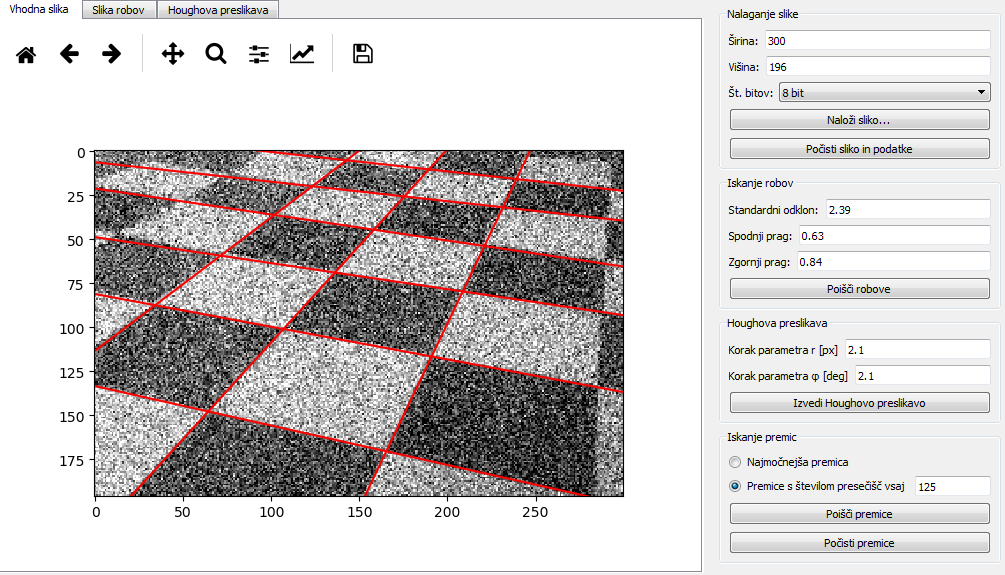 Vhodna slika
Slika robov
Houghova preslikava
0
25
50
75
100
125
150
175
0
50
100
150
200
250
Nalaganje slike
Širina: 300
Višina: 196
Št. bitov: 8 bit
Naloži sliko...
Počisti sliko in podatke
Iskanje robov
Standardni odklon: 2.39
Spodnji prag: 0.63
Zgornji prag: 0.84
Poišči robove
Houghova preslikava
Korak parametra r [px] 2.1
Korak parametra φ [deg] 2.1
Izvedi Houghovo preslikavo
Iskanje premic
Najmočnejša premica
Premice s številom presečišč vsaj 125
Poišči premice
Počisti premice